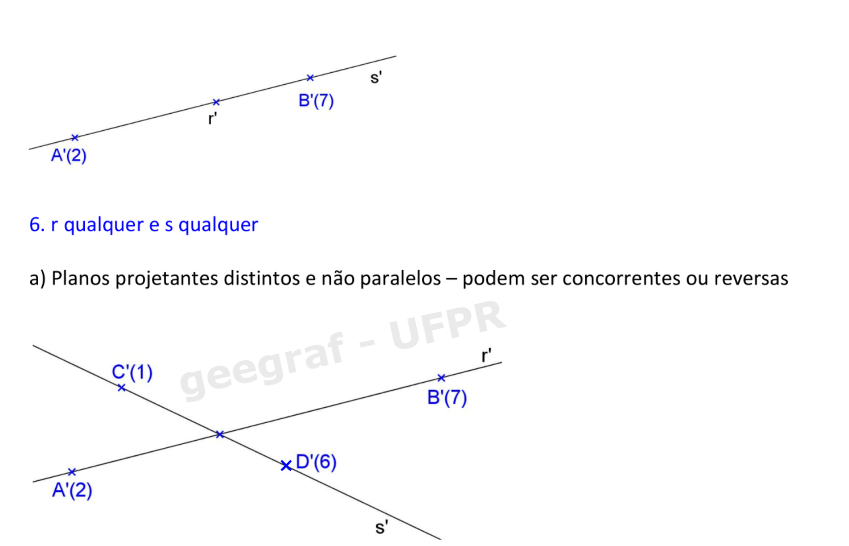 s'
B'(7)
r'
A'(2)
6. r qualquer e s qualquer
a) Planos projetantes distintos e não paralelos – podem ser concorrentes ou reversas
geegraf - UFPR
r'
C'(1)
B'(7)
D'(6)
A'(2)
s'